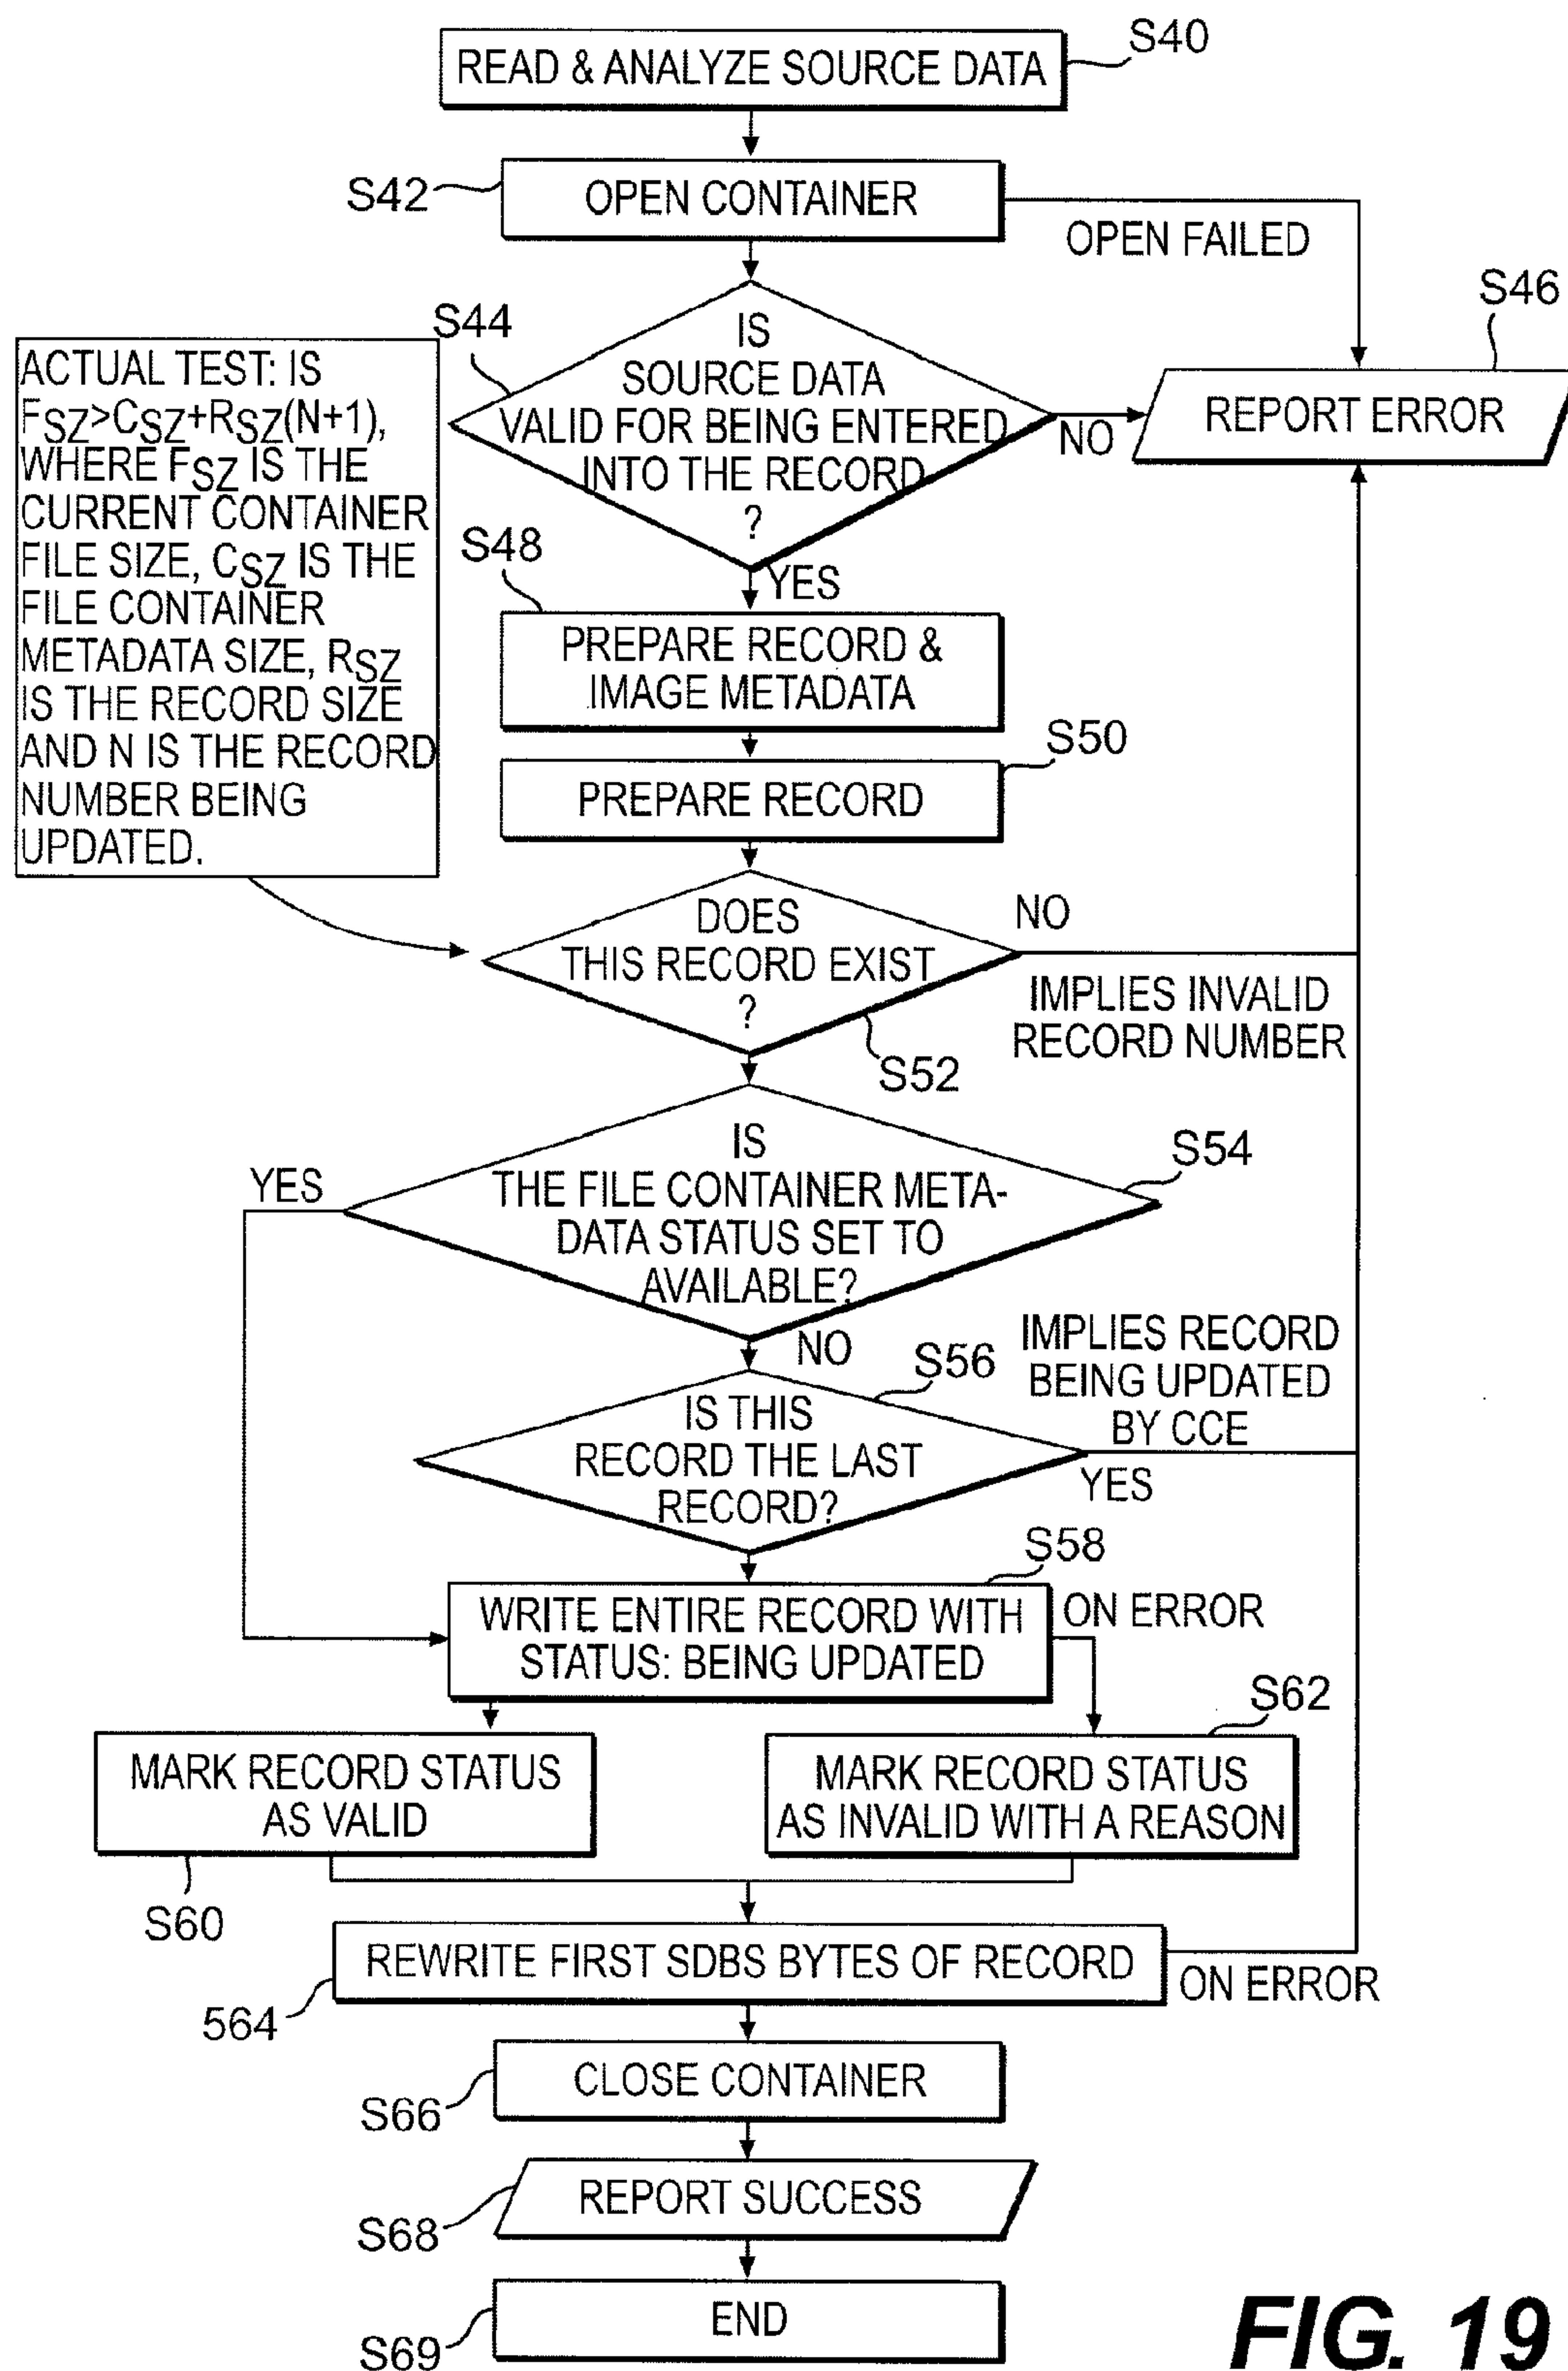 S40
READ & ANALYZE SOURCE DATA
S42
OPEN CONTAINER
OPEN FAILED
S46
REPORT ERROR
S44
IS
SOURCE DATA
VALID FOR BEING ENTERED
INTO THE RECORD
?
NO
YES
ACTUAL TEST: IS
FSZ>CSZ+RSZ(N+1),
WHERE FSZ IS THE
CURRENT CONTAINER
FILE SIZE, CSZ IS THE
FILE CONTAINER
METADATA SIZE, RSZ
IS THE RECORD SIZE
AND N IS THE RECORD
NUMBER BEING
UPDATED.
S48
PREPARE RECORD &
IMAGE METADATA
S50
PREPARE RECORD
DOES
THIS RECORD EXIST
?
NO
IMPLIES INVALID
RECORD NUMBER
S52
IS
THE FILE CONTAINER META-
DATA STATUS SET TO
AVAILABLE?
S54
YES
NO
S56
IS THIS
RECORD THE LAST
RECORD?
IMPLIES RECORD
BEING UPDATED
BY CCE
YES
S58
WRITE ENTIRE RECORD WITH
STATUS: BEING UPDATED
ON ERROR
S62
MARK RECORD STATUS
AS VALID
MARK RECORD STATUS
AS INVALID WITH A REASON
S60
REWRITE FIRST SDBS BYTES OF RECORD
ON ERROR
564
CLOSE CONTAINER
S66
REPORT SUCCESS
S68
END
S69
FIG. 19